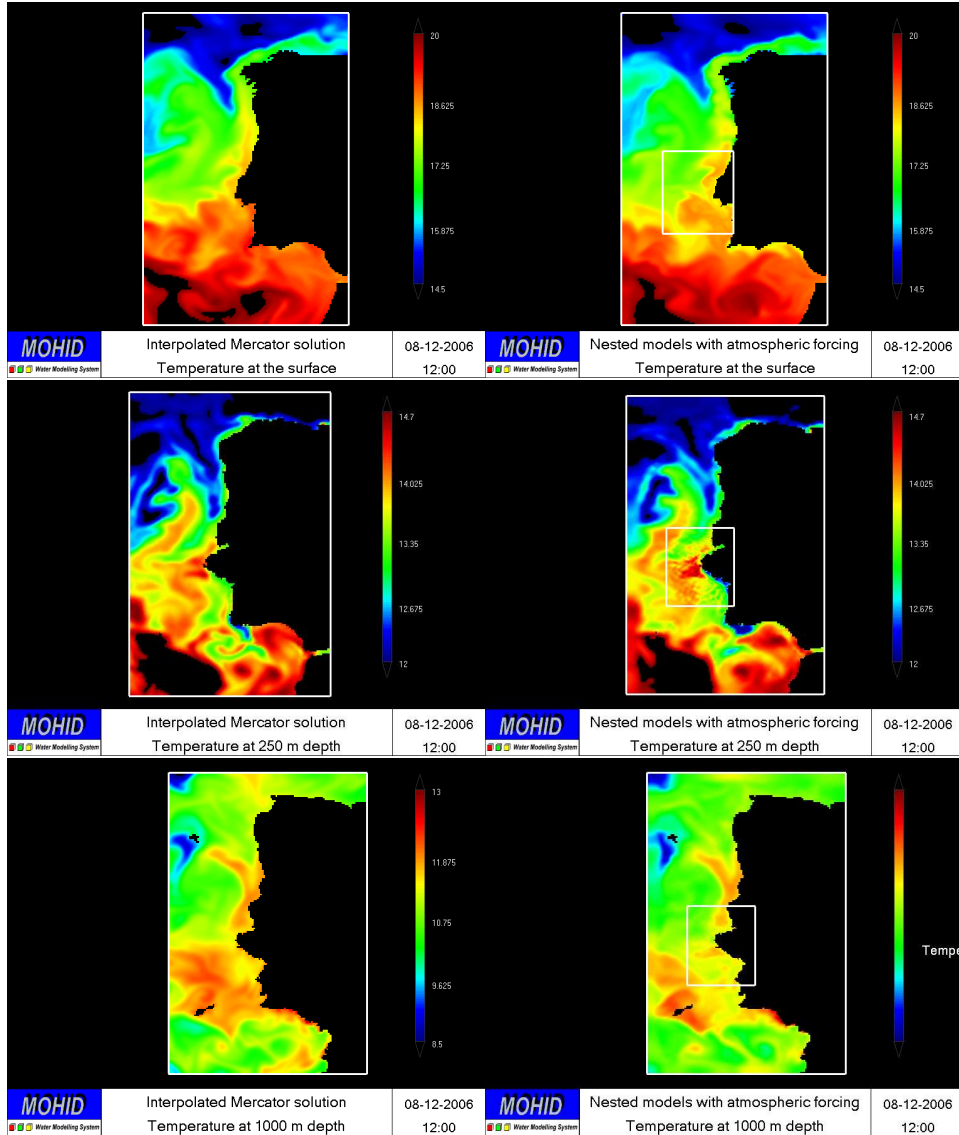 20
18.625
17.25
15.875
14.5
20
18.625
17.25
15.875
14.5
MOHID
Water Modelling System
Interpolated Mercator solution
Temperature at the surface
08-12-2006
12:00
MOHID
Water Modelling System
Nested models with atmospheric forcing
Temperature at the surface
08-12-2006
12:00
14.7
14.025
13.35
12.675
12
14.7
14.025
13.35
12.675
12
MOHID
Water Modelling System
Interpolated Mercator solution
Temperature at 250 m depth
08-12-2006
12:00
MOHID
Water Modelling System
Nested models with atmospheric forcing
Temperature at 250 m depth
08-12-2006
12:00
13
11.875
10.75
9.625
8.5
Tempe
MOHID
Water Modelling System
Interpolated Mercator solution
Temperature at 1000 m depth
08-12-2006
12:00
MOHID
Water Modelling System
Nested models with atmospheric forcing
Temperature at 1000 m depth
08-12-2006
12:00